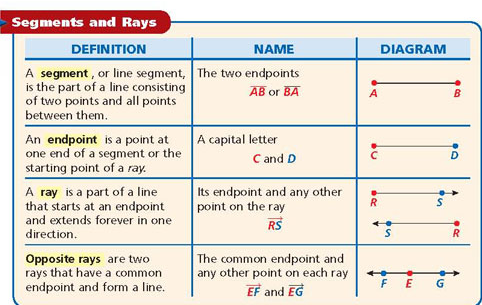 Segments and Rays
DEFINITION NAME DIAGRAM
A segment, or line segment,
is the part of a line consisting
of two points and all points
between them.
The two endpoints
AB or BA
A B
An endpoint is a point at
one end of a segment or the
starting point of a ray.
A capital letter
C and D
C D
A ray is a part of a line
that starts at an endpoint
and extends forever in one
direction.
Its endpoint and any other
point on the ray
RS
R S
S R
Opposite rays are two
rays that have a common
endpoint and form a line.
The common endpoint and
any other point on each ray
EF and EG
F E G